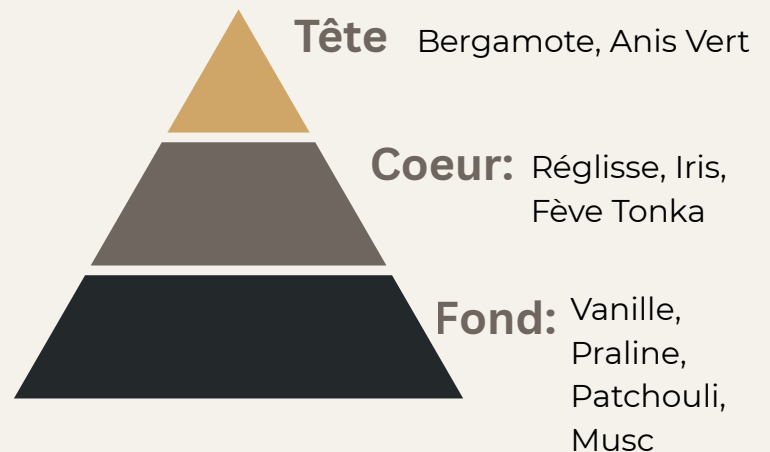 Tête Bergamote, Anis Vert
Coeur: Réglisse, Iris,
Fève Tonka
Fond: Vanille,
Praline,
Patchouli,
Musc